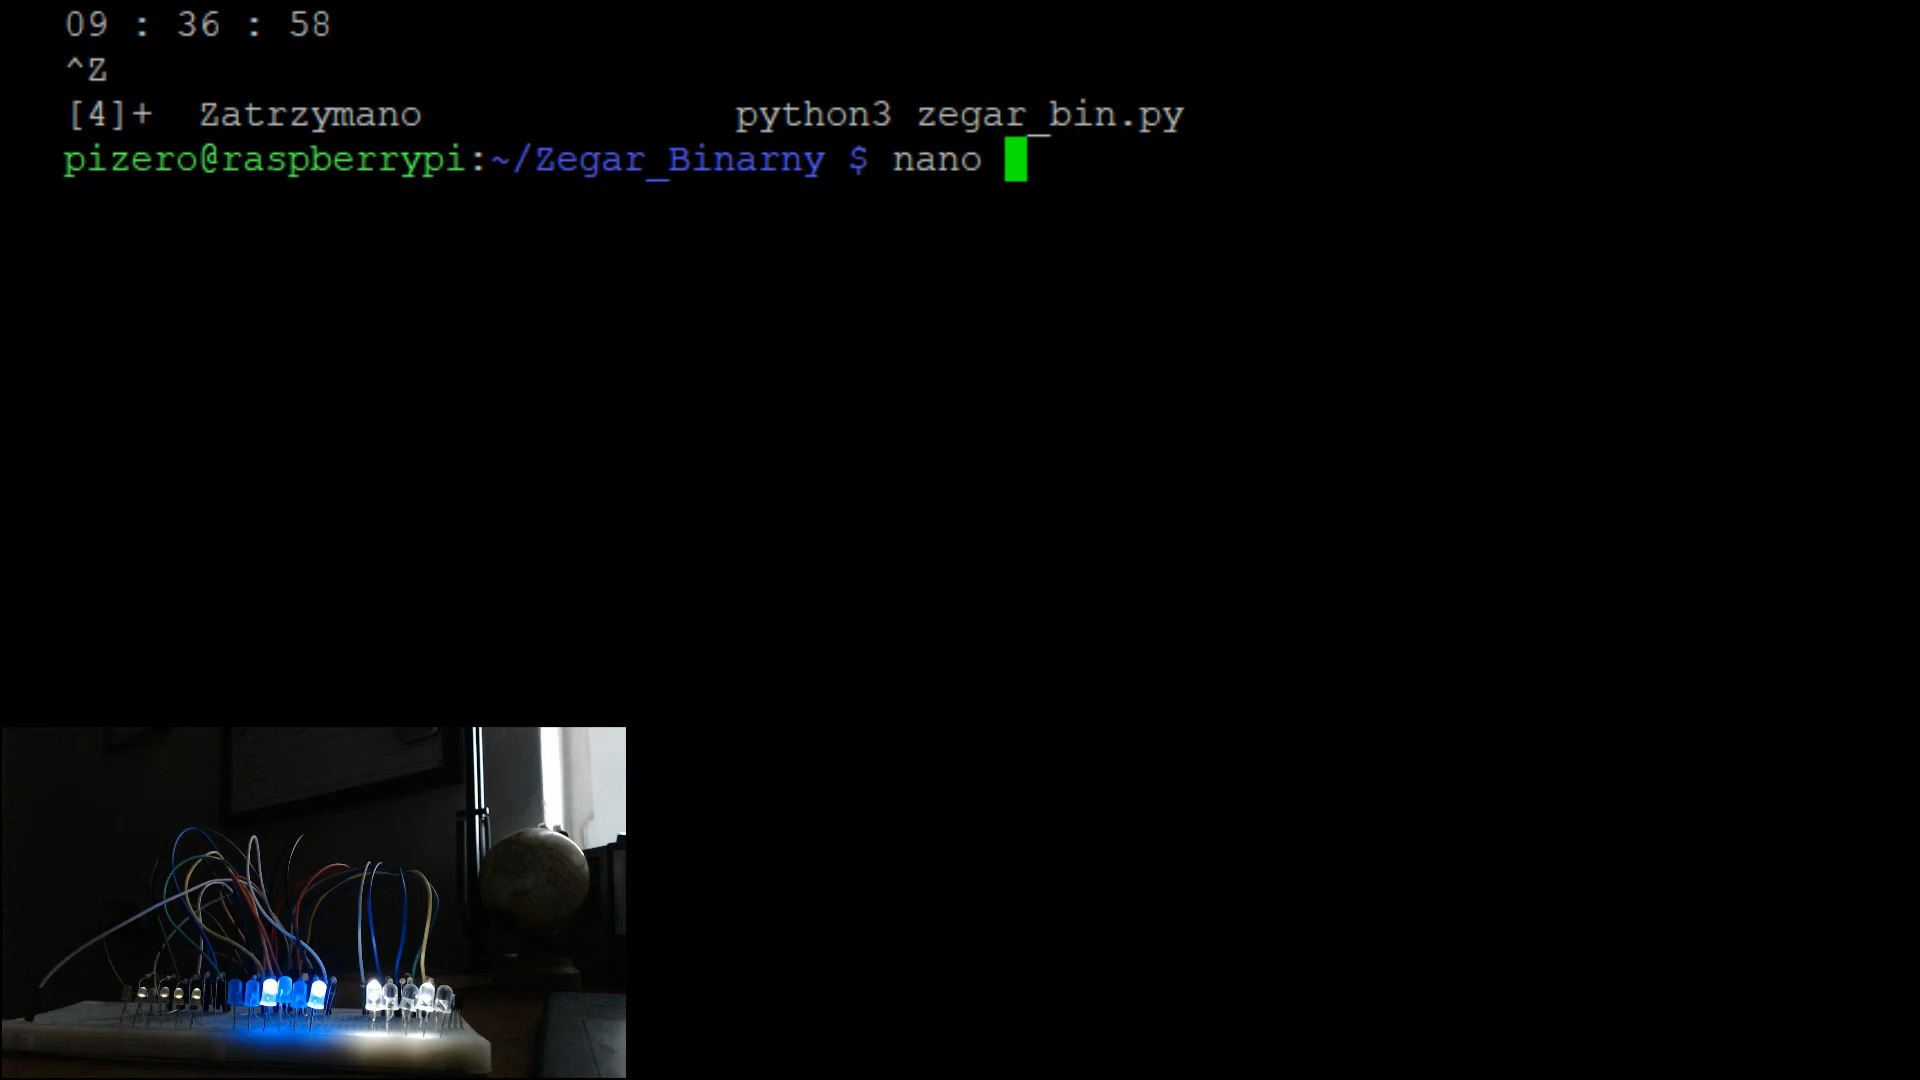 09 : 36 : 58
^Z
[4]+  Zatrzymano              python3 zegar_bin.py
pizero@raspberrypi:~/Zegar_Binarny $ nano